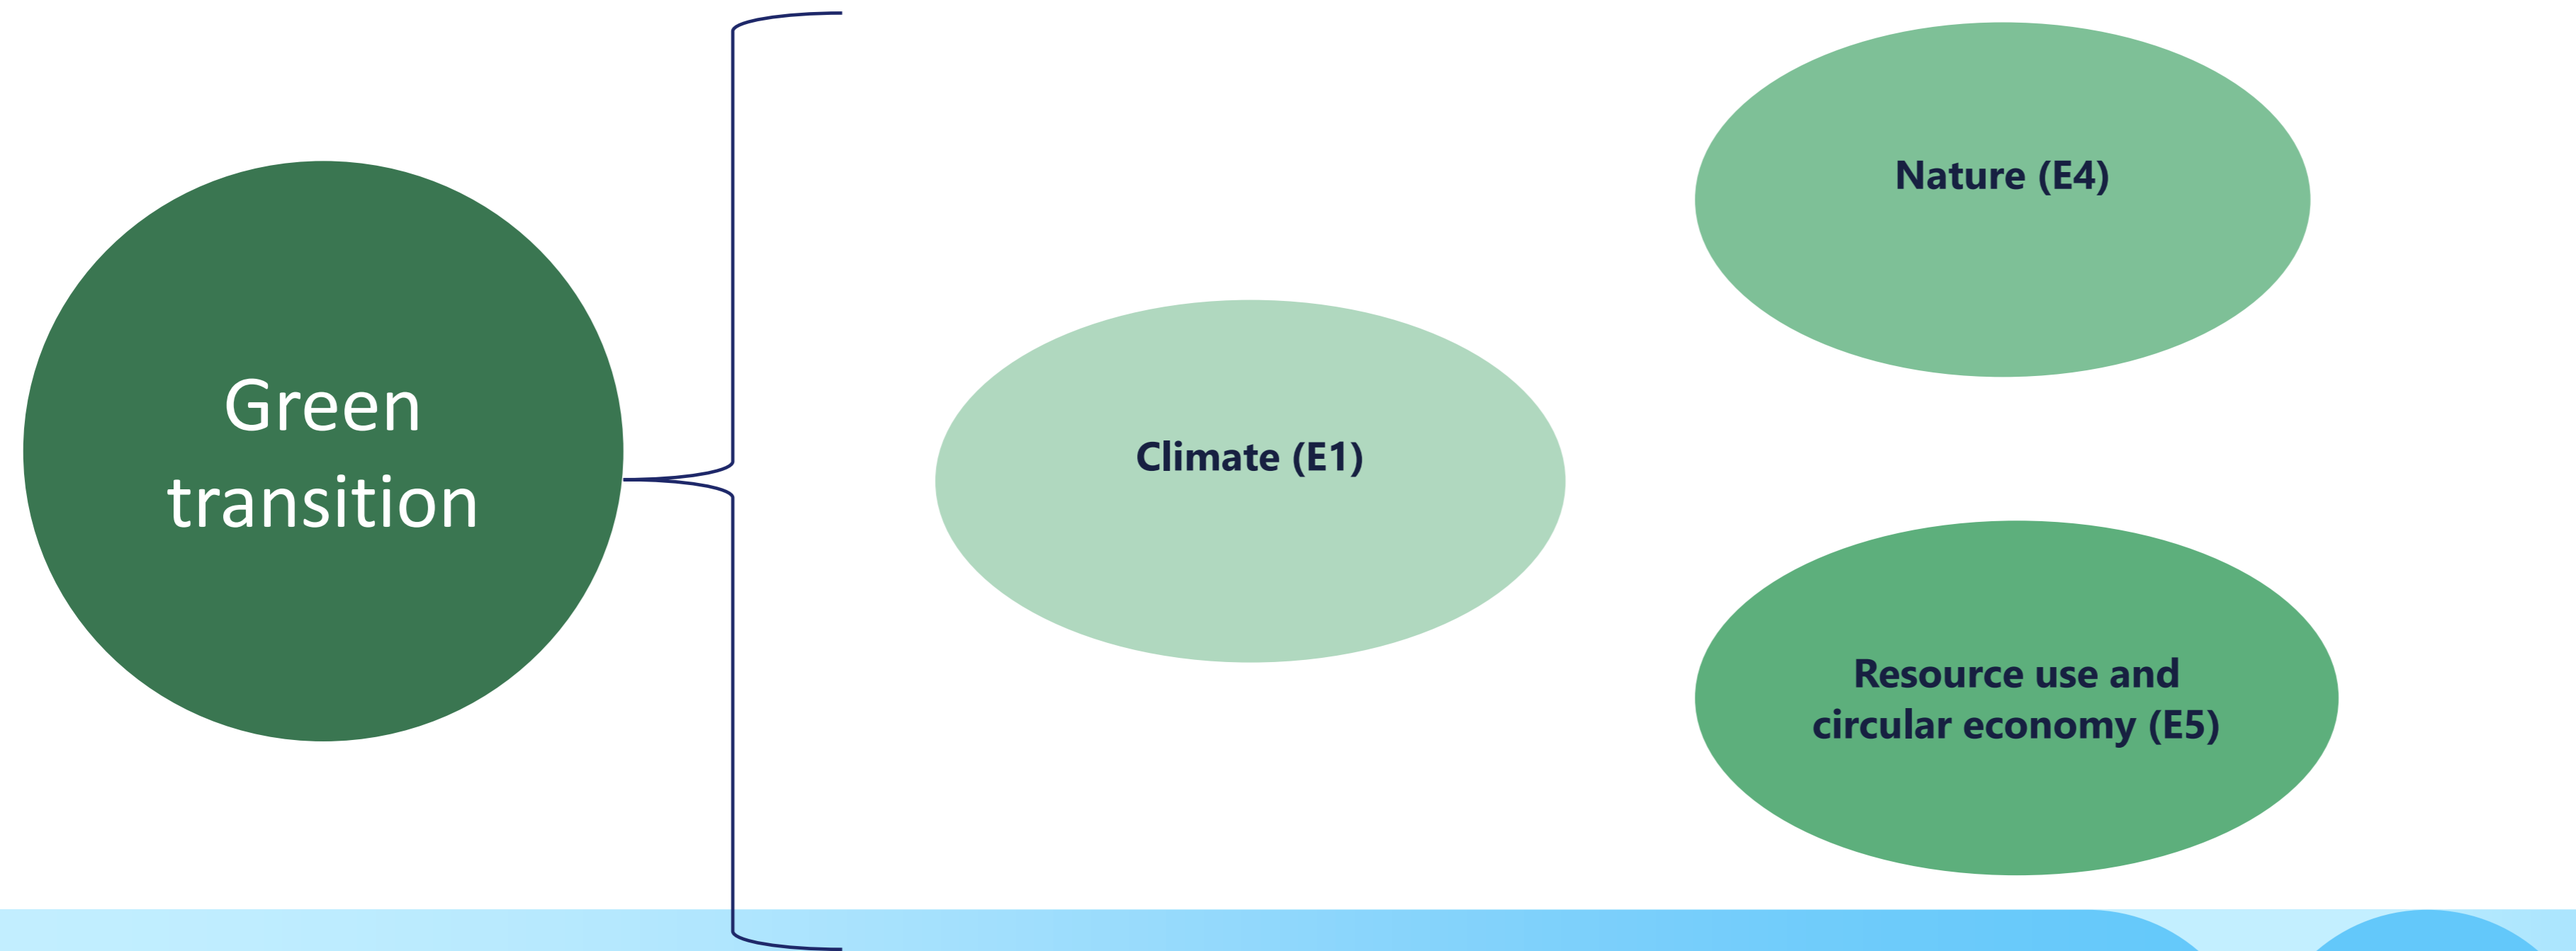 Green
transition
Climate (E1)
Nature (E4)
Resource use and
circular economy (E5)